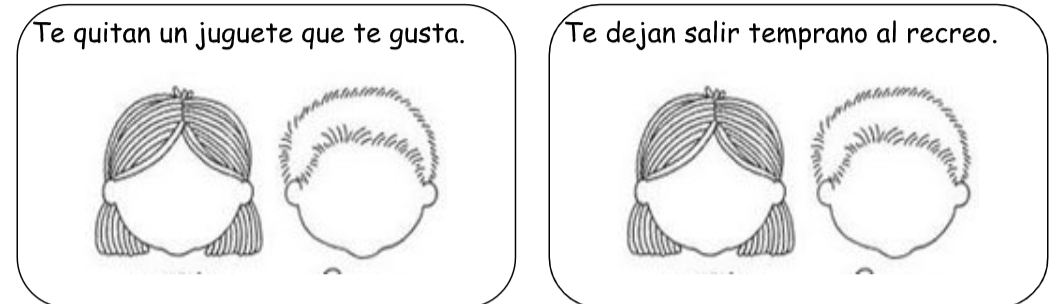 Te quitan un juguete que te gusta.
Te dejan salir temprano al recreo.